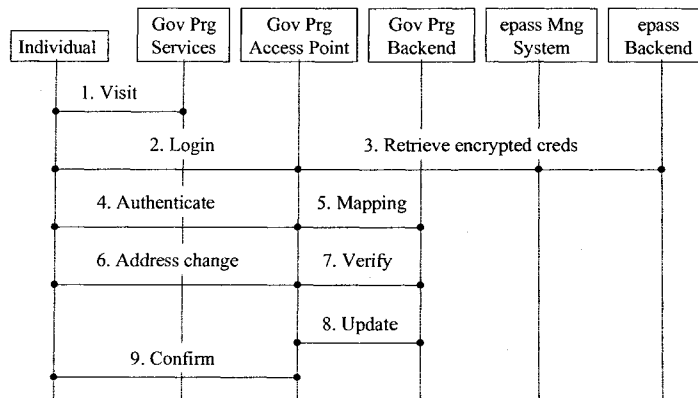 Individual
Gov Prg
Services
Gov Prg
Access Point
Gov Prg
Backend
epass Mng
System
epass
Backend
1. Visit
2. Login
3. Retrieve encrypted creds
4. Authenticate
5. Mapping
6. Address change
7. Verify
8. Update
9. Confirm